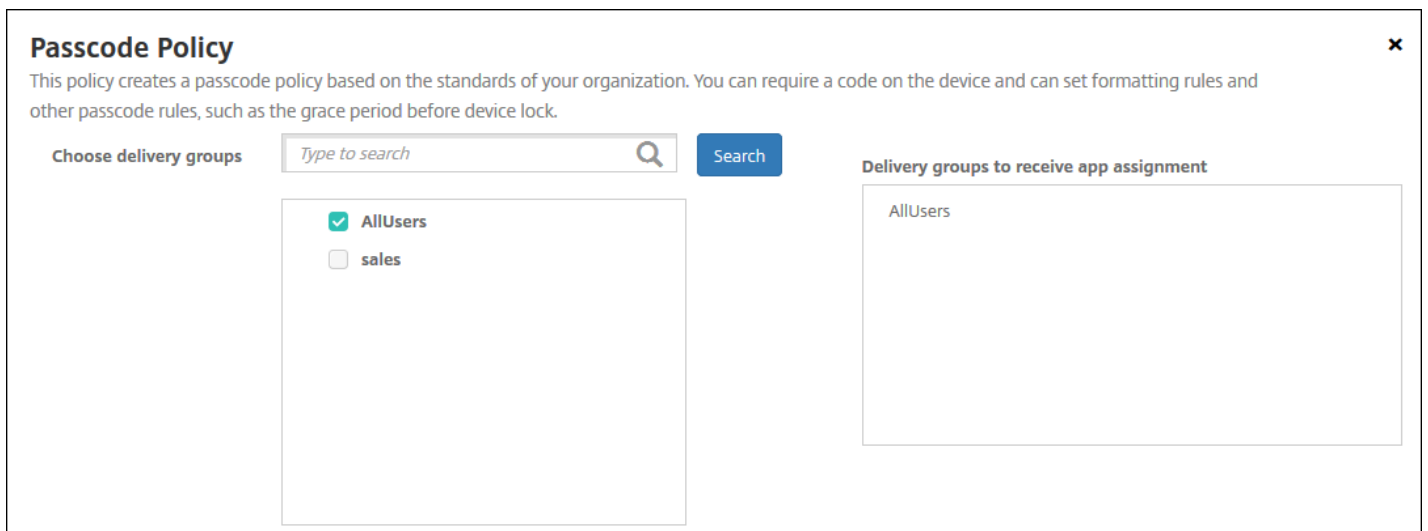 Passcode Policy
This policy creates a passcode policy based on the standards of your organization. You can require a code on the device and can set formatting rules and
other passcode rules, such as the grace period before device lock.
Choose delivery groups
Type to search
Search
AllUsers
sales
Delivery groups to receive app assignment
AllUsers